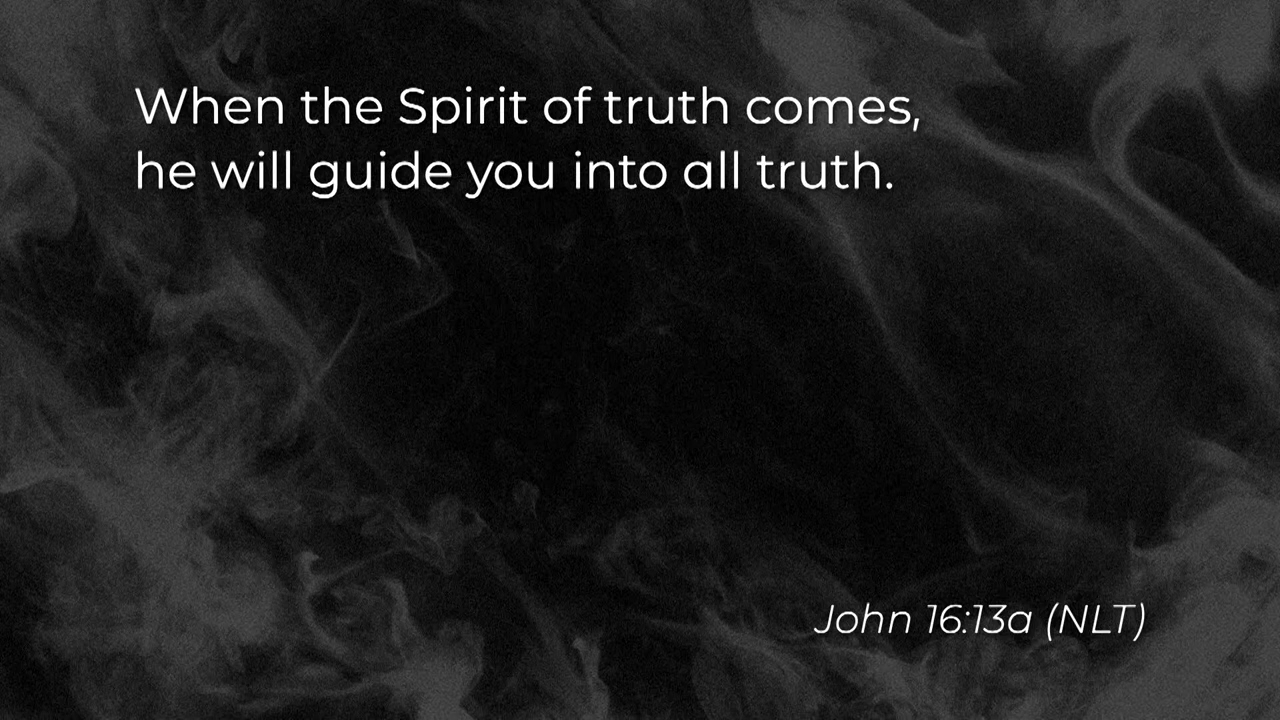 When the Spirit of truth comes,
he will guide you into all truth.
John 16:13a (NLT)